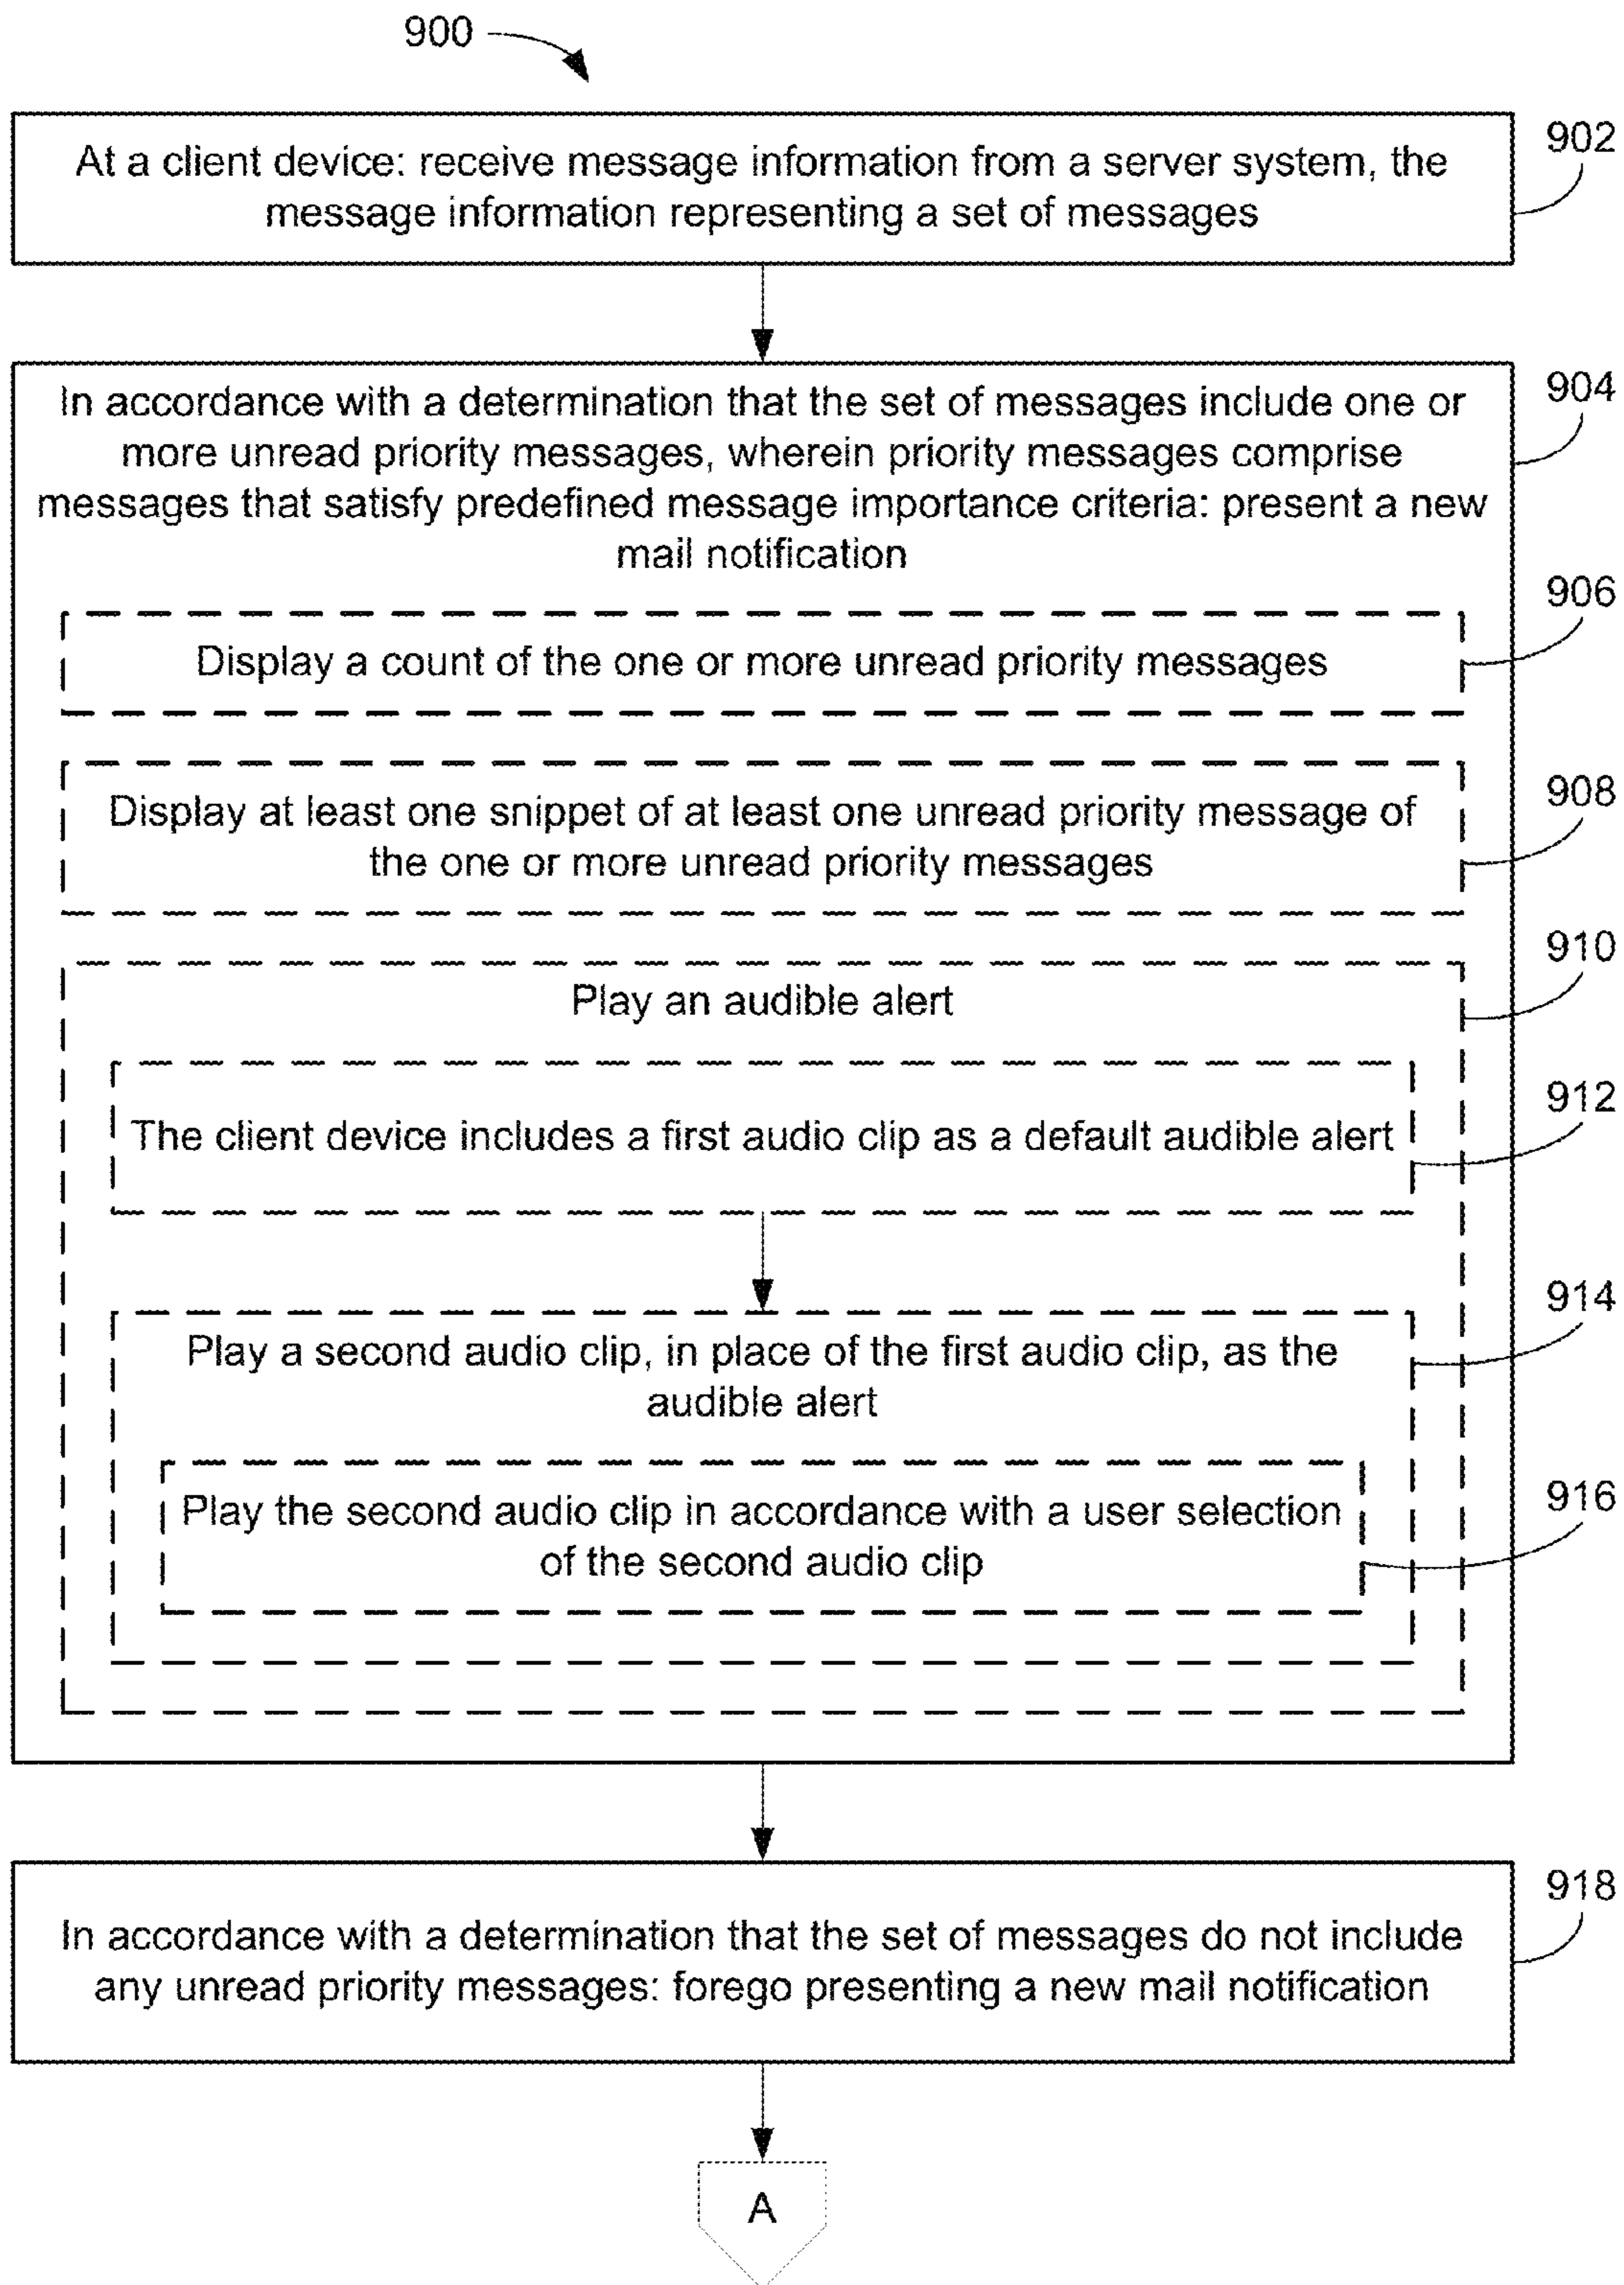 900
902
At a client device: receive message information from a server system, the
message information representing a set of messages
904
In accordance with a determination that the set of messages include one or
more unread priority messages, wherein priority messages comprise
messages that satisfy predefined message importance criteria: present a new
mail notification
906
Display a count of the one or more unread priority messages
908
Display at least one snippet of at least one unread priority message of
the one or more unread priority messages
910
Play an audible alert
912
The client device includes a first audio clip as a default audible alert
914
Play a second audio clip, in place of the first audio clip, as the
audible alert
916
Play the second audio clip in accordance with a user selection
of the second audio clip
918
In accordance with a determination that the set of messages do not include
any unread priority messages: forego presenting a new mail notification
A